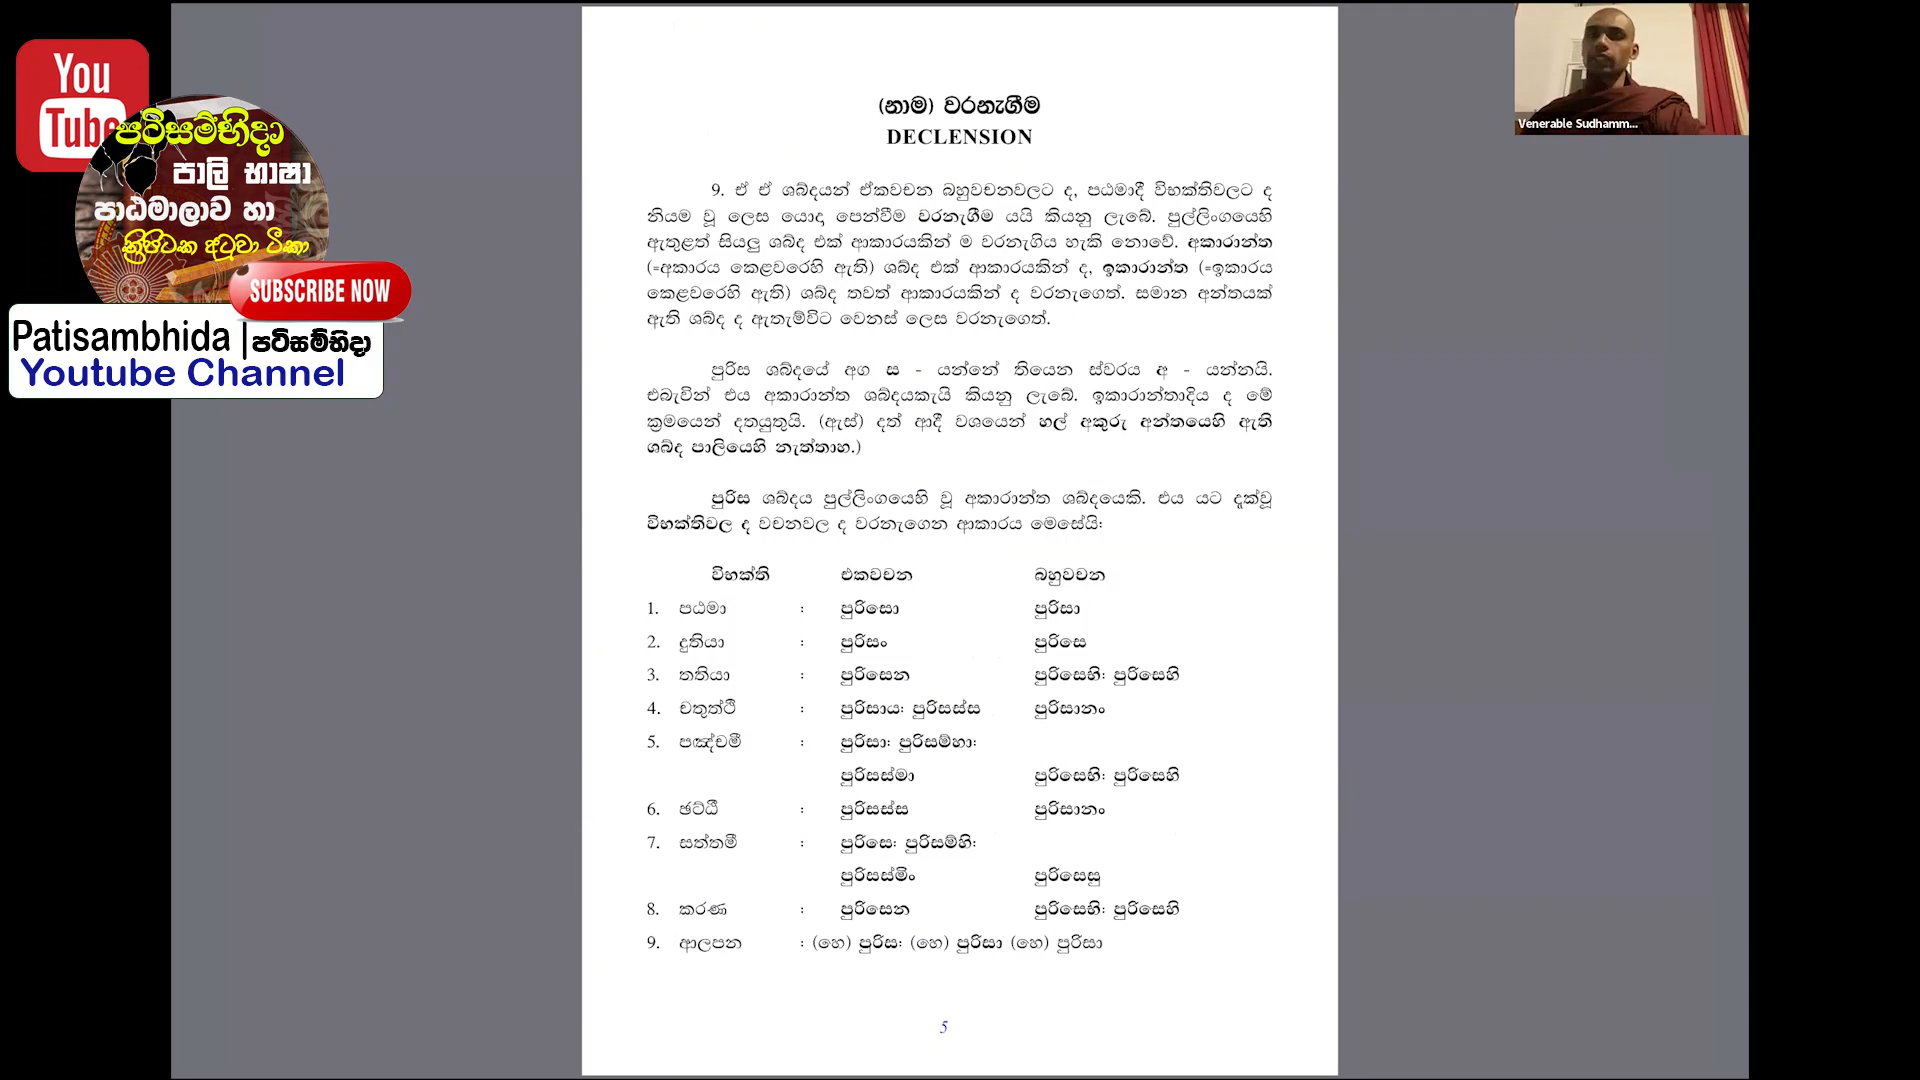 You
Tube
පටිසම්භිදා
පාලි භාෂා
පාඨමාලාව හා
ත්‍රිපිටක අටුවා ටීකා
SUBSCRIBE NOW
Patisambhida | පටිසම්භිදා
Youtube Channel
Venerable Sudhamm...
(නාම) වරනැගීම
DECLENSION
9. ඒ ඒ ශබ්දයන් ඒකවචන බහුවචනවලට ද, පඨමාදී විභක්තිවලට ද
නියම වූ ලෙස යොදා පෙන්වීම වරනැගීම යයි කියනු ලැබේ. පුල්ලිංගයෙහි
ඇතුළත් සියලු ශබ්ද එක් ආකාරයකින් ම වරනැගිය හැකි නොවේ. අකාරාන්ත
(=අකාරය කෙළවරෙහි ඇති) ශබ්ද එක් ආකාරයකින් ද, ඉකාරාන්ත (=ඉකාරය
කෙළවරෙහි ඇති) ශබ්ද තවත් ආකාරයකින් ද වරනැගෙත්. සමාන අන්තයක්
ඇති ශබ්ද ද ඇතැම්විට වෙනස් ලෙස වරනැගෙත්.
පුරිස ශබ්දයේ අග ස - යන්නේ තියෙන ස්වරය අ - යන්නයි.
එබැවින් එය අකාරාන්ත ශබ්දයකැයි කියනු ලැබේ. ඉකාරාන්තාදිය ද මේ
ක්‍රමයෙන් දතයුතුයි. (ඇස්) දත් ආදී වශයෙන් හල් අකුරු අන්තයෙහි ඇති
ශබ්ද පාලියෙහි නැත්තාහ.)
පුරිස ශබ්දය පුල්ලිංගයෙහි වූ අකාරාන්ත ශබ්දයෙකි. එය යට දැක්වූ
විභක්තිවල ද වචනවල ද වරනැගෙන ආකාරය මෙසේයි:
විභක්ති එකවචන බහුවචන
1. පඨමා : පුරිසො පුරිසා
2. දුතියා : පුරිසං පුරිසෙ
3. තතියා : පුරිසෙන පුරිසෙභි: පුරිසෙහි
4. චතුත්ථි : පුරිසාය: පුරිසස්ස පුරිසානං
5. පඤ්චමී : පුරිසා: පුරිසම්හා:
පුරිසස්මා පුරිසෙභි: පුරිසෙහි
6. ඡට්ඨී : පුරිසස්ස පුරිසානං
7. සත්තමී : පුරිසෙ: පුරිසම්හි:
පුරිසස්මිං පුරිසෙසු
8. කරණ : පුරිසෙන පුරිසෙභි: පුරිසෙහි
9. ආලපන : (හෙ) පුරිස: (හෙ) පුරිසා (හෙ) පුරිසා
5